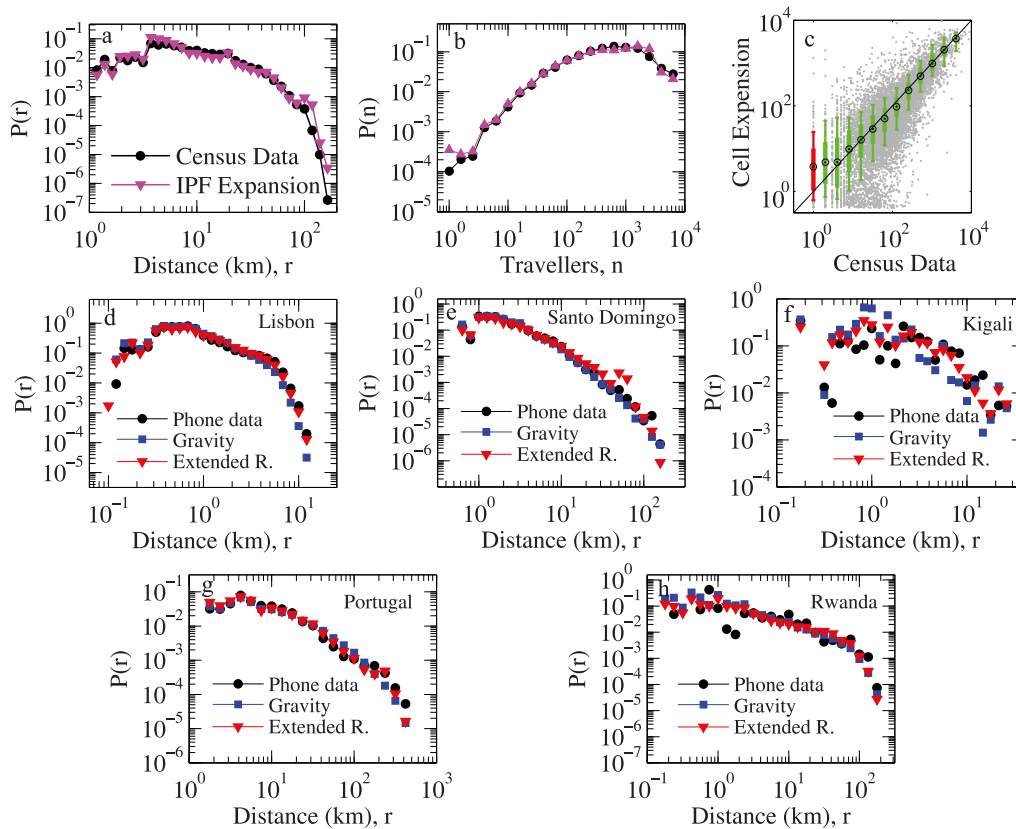 a
P(r)
10^0
10^-1
10^-2
10^-3
10^-4
10^-5
10^-6
10^-7
Census Data
IPF Expansion
10^0 10^1 10^2
Distance (km), r
b
P(n)
10^0
10^-1
10^-2
10^-3
10^-4
10^-5
10^0 10^1 10^2 10^3 10^4
Travellers, n
c
Cell Expension
10^4
10^2
10^0
10^0 10^2 10^4
Census Data
d
Lisbon
P(r)
10^1
10^0
10^-1
10^-2
10^-3
10^-4
10^-5
Phone data
Gravity
Extended R.
10^-1 10^0 10^1
Distance (km), r
e
Santo Domingo
P(r)
10^0
10^-1
10^-2
10^-3
10^-4
10^-5
10^-6
Phone data
Gravity
Extended R.
10^0 10^1 10^2
Distance (km), r
f
Kigali
P(r)
10^0
10^-1
10^-2
10^-3
10^-4
Phone data
Gravity
Extended R.
10^-1 10^0 10^1
Distance (km), r
g
Portugal
P(r)
10^-1
10^-2
10^-3
10^-4
10^-5
10^-6
Phone data
Gravity
Extended R.
10^0 10^1 10^2 10^3
Distance (km), r
h
Rwanda
P(r)
10^0
10^-1
10^-2
10^-3
10^-4
10^-5
10^-6
10^-7
Phone data
Gravity
Extended R.
10^-1 10^0 10^1 10^2
Distance (km), r